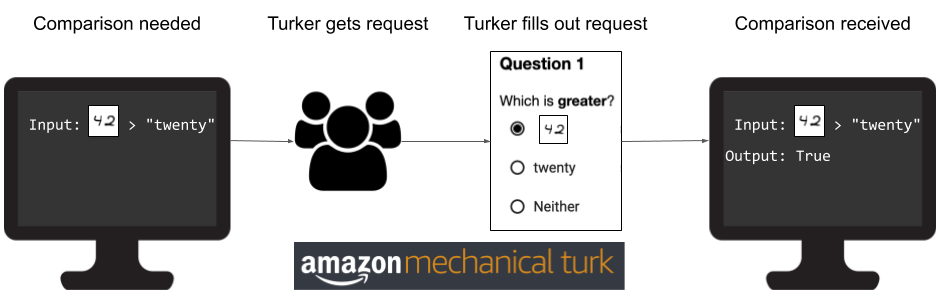 Comparison needed
Turker gets request
Turker fills out request
Comparison received
Input: 42 > "twenty"
Question 1
Which is greater?
42
twenty
Neither
Input: 42 > "twenty"
Output: True
amazon mechanical turk